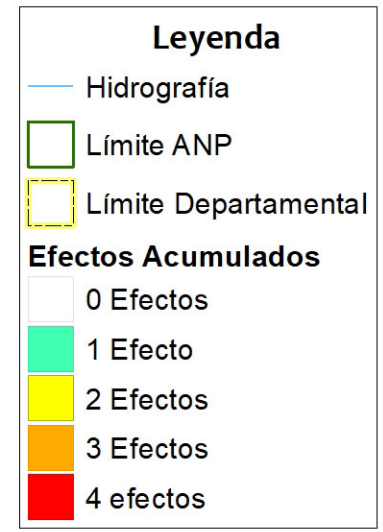 Leyenda
Hidrografía
Límite ANP
Límite Departamental
Efectos Acumulados
0 Efectos
1 Efecto
2 Efectos
3 Efectos
4 efectos